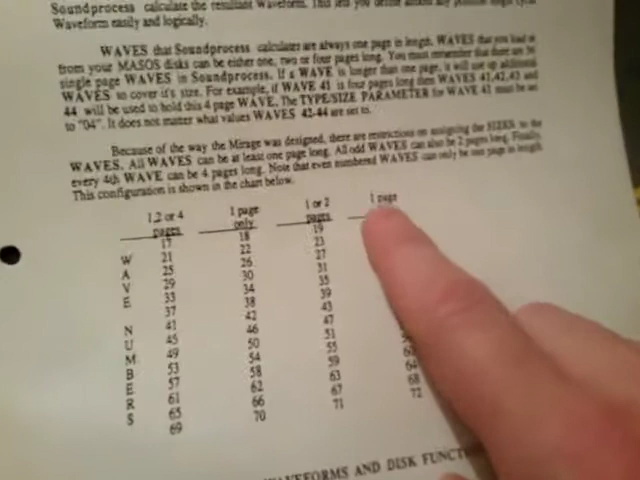 Soundprocess calculate the resultant Waveform. This lets you define almost any
Waveform easily and logically.
WAVES that Soundprocess calculates are always one page in length. WAVES that you load in
from your MASOS disks can be either one, two or four pages long. You must remember that there are 56
single page WAVES in Soundprocess. If a WAVE is longer than one page, it will use up additional
WAVES to cover it's size. For example, if WAVE 41 is four pages long then WAVES 41,42,43 and
44 will be used to hold this 4 page WAVE. The TYPE/SIZE PARAMETER for WAVE 41 must be set
to "04". It does not matter what values WAVES 42-44 are set to.
Because of the way the Mirage was designed, there are restrictions on assigning the SIZES to the
WAVES. All WAVES can be at least one page long. All odd WAVES can also be 2 pages long. Finally,
every 4th WAVE can be 4 pages long. Note that even numbered WAVES can only be one page in length
This configuration is shown in the chart below.
1,2 or 4 1 page 1 or 2 1 page
pages only pages
17 18 19
W 21 22 23
A 25 26 27
V 29 30 31
E 33 34 35
37 38 39
N 41 42 43
U 45 46 47
M 49 50 51
B 53 54 55
E 57 58 59
R 61 62 63 64
S 65 66 67 68
69 70 71 72
WAVEFORMS AND DISK FUNCT